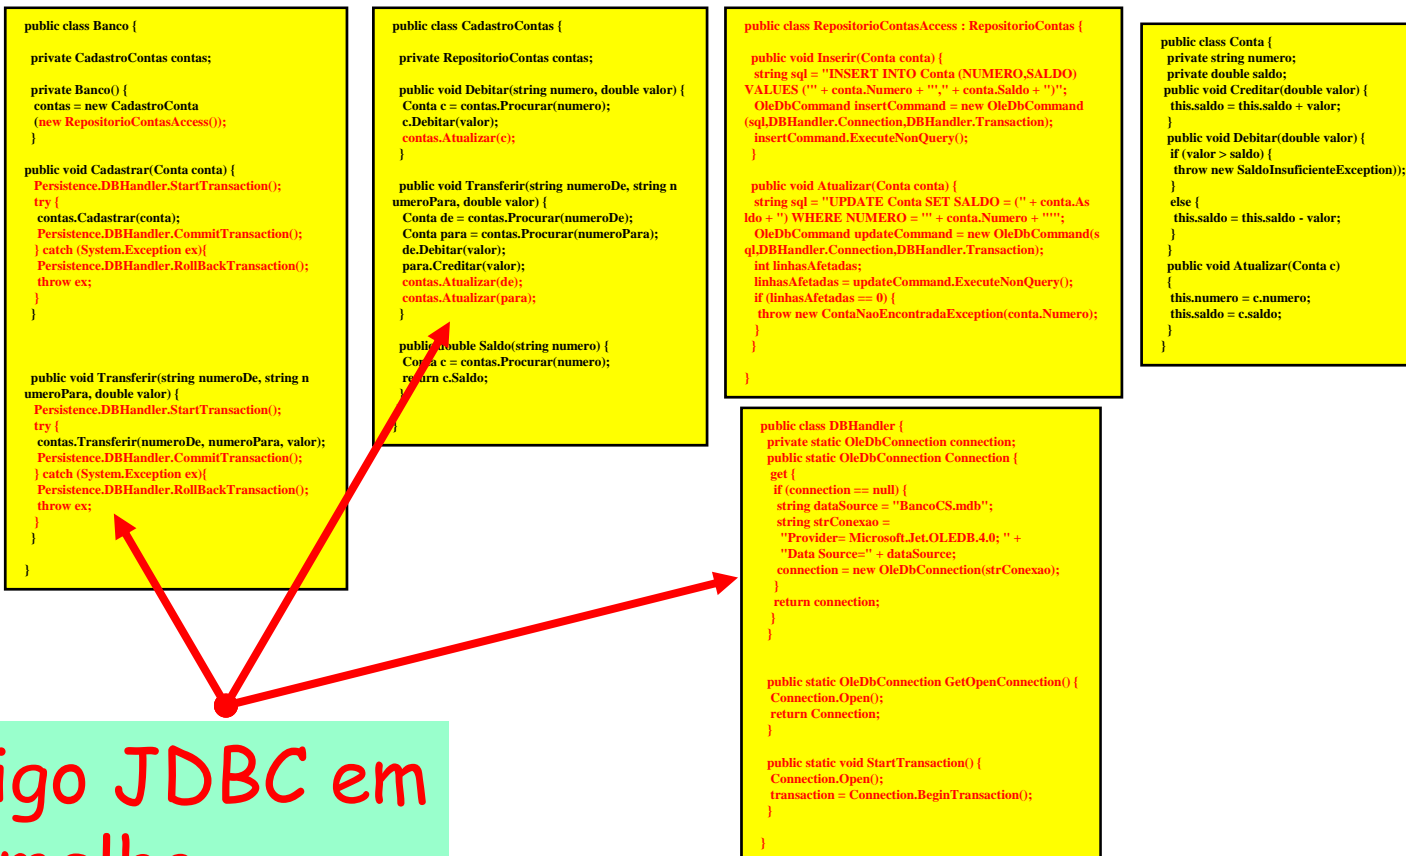 public class Banco {
private CadastroContas contas;
private Banco() {
contas = new CadastroConta
(new RepositorioContasAccess());
}
public void Cadastrar(Conta conta) {
Persistence.DBHandler.StartTransaction();
try {
contas.Cadastrar(conta);
Persistence.DBHandler.CommitTransaction();
} catch (System.Exception ex){
Persistence.DBHandler.RollBackTransaction();
throw ex;
}
}
public void Transferir(string numeroDe, string n
umeroPara, double valor) {
Persistence.DBHandler.StartTransaction();
try {
contas.Transferir(numeroDe, numeroPara, valor);
Persistence.DBHandler.CommitTransaction();
} catch (System.Exception ex){
Persistence.DBHandler.RollBackTransaction();
throw ex;
}
}
}
public class CadastroContas {
private RepositorioContas contas;
public void Debitar(string numero, double valor) {
Conta c = contas.Procurar(numero);
c.Debitar(valor);
contas.Atualizar(c);
}
public void Transferir(string numeroDe, string n
umeroPara, double valor) {
Conta de = contas.Procurar(numeroDe);
Conta para = contas.Procurar(numeroPara);
de.Debitar(valor);
para.Creditar(valor);
contas.Atualizar(de);
contas.Atualizar(para);
}
public double Saldo(string numero) {
Conta c = contas.Procurar(numero);
return c.Saldo;
}
}
public class RepositorioContasAccess : RepositorioContas {
public void Inserir(Conta conta) {
string sql = "INSERT INTO Conta (NUMERO,SALDO)
VALUES ('" + conta.Numero + "'," + conta.Saldo + ")";
OleDbCommand insertCommand = new OleDbCommand
(sql,DBHandler.Connection,DBHandler.Transaction);
insertCommand.ExecuteNonQuery();
}
public void Atualizar(Conta conta) {
string sql = "UPDATE Conta SET SALDO = (" + conta.As
ldo + ") WHERE NUMERO = '" + conta.Numero + "'";
OleDbCommand updateCommand = new OleDbCommand(s
ql,DBHandler.Connection,DBHandler.Transaction);
int linhasAfetadas;
linhasAfetadas = updateCommand.ExecuteNonQuery();
if (linhasAfetadas == 0) {
throw new ContaNaoEncontradaException(conta.Numero);
}
}
}
public class Conta {
private string numero;
private double saldo;
public void Creditar(double valor) {
this.saldo = this.saldo + valor;
}
public void Debitar(double valor) {
if (valor > saldo) {
throw new SaldoInsuficienteException));
}
else {
this.saldo = this.saldo - valor;
}
}
public void Atualizar(Conta c)
{
this.numero = c.numero;
this.saldo = c.saldo;
}
}
public class DBHandler {
private static OleDbConnection connection;
public static OleDbConnection Connection {
get {
if (connection == null) {
string dataSource = "BancoCS.mdb";
string strConexao =
"Provider= Microsoft.Jet.OLEDB.4.0; " +
"Data Source=" + dataSource;
connection = new OleDbConnection(strConexao);
}
return connection;
}
}
public static OleDbConnection GetOpenConnection() {
Connection.Open();
return Connection;
}
public static void StartTransaction() {
Connection.Open();
transaction = Connection.BeginTransaction();
}
}
igo JDBC em